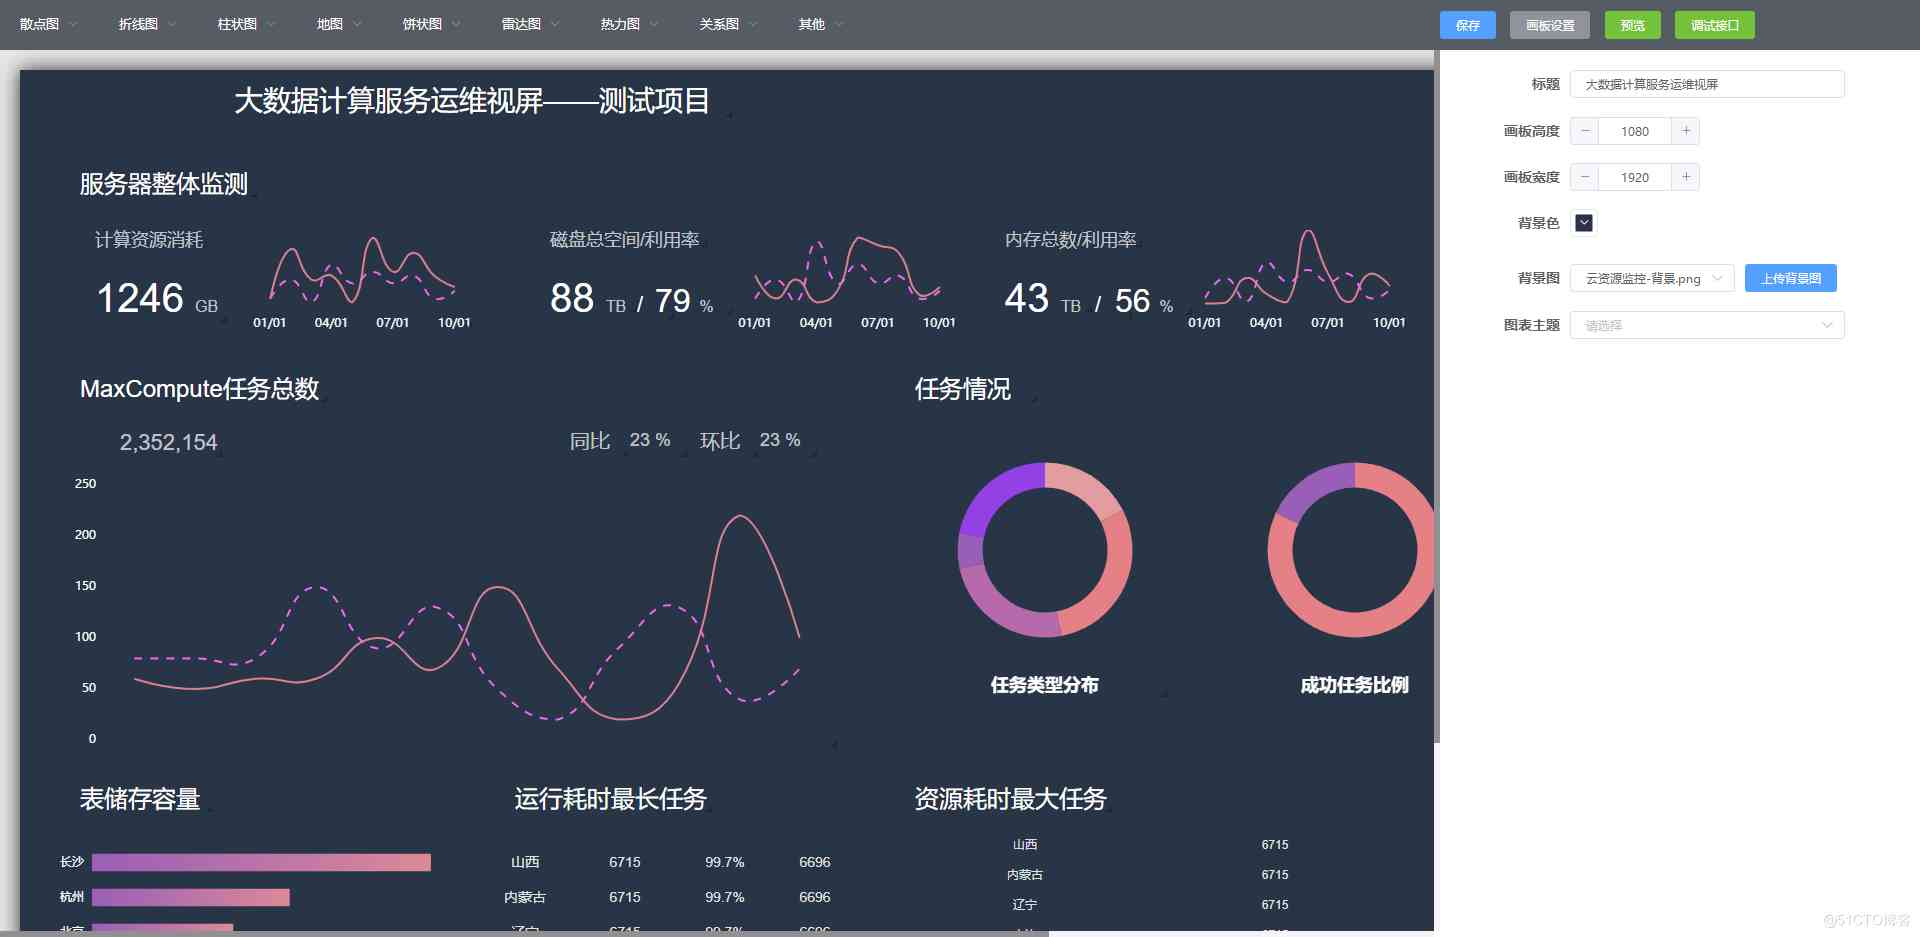 散点图 折线图 柱状图 地图 饼状图 雷达图 热力图 关系图 其他 保存 画板设置 预览 调试接口
大数据计算服务运维视屏——测试项目
标题 大数据计算服务运维视屏
画板高度 − 1080 +
画板宽度 − 1920 +
背景色
背景图 云资源监控-背景.png 上传背景图
图表主题 请选择
服务器整体监测
计算资源消耗
1246 GB
01/01 04/01 07/01 10/01
磁盘总空间/利用率
88 TB / 79 %
01/01 04/01 07/01 10/01
内存总数/利用率
43 TB / 56 %
01/01 04/01 07/01 10/01
MaxCompute任务总数
2,352,154 同比 23 % 环比 23 %
250
200
150
100
50
0
任务情况
任务类型分布 成功任务比例
表储存容量
长沙
杭州
北京
运行耗时最长任务
山西 6715 99.7% 6696
内蒙古 6715 99.7% 6696
辽宁 6715 99.7% 6696
资源耗时最大任务
山西 6715
内蒙古 6715
辽宁 6715
@51CTO博客